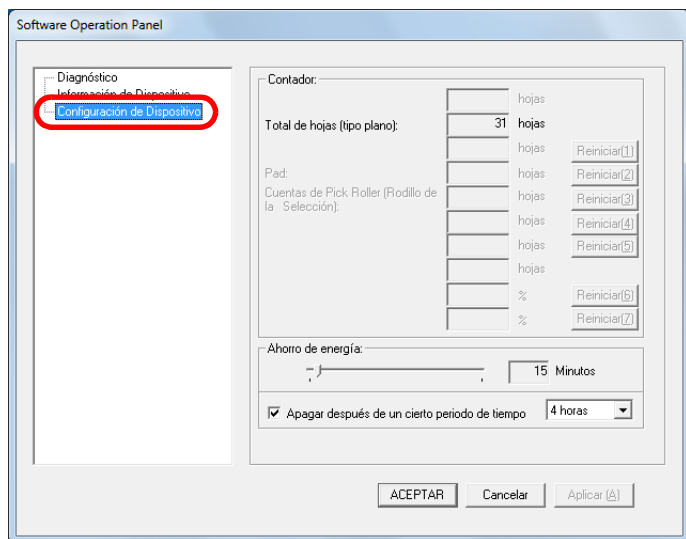 Software Operation Panel
Diagnóstico
Información de Dispositivo
Configuración de Dispositivo
Contador:
hojas
Total de hojas (tipo plano): 31 hojas
hojas Reiniciar(1)
Pad: hojas Reiniciar(2)
Cuentas de Pick Roller (Rodillo de
la Selección): hojas Reiniciar(3)
hojas Reiniciar(4)
hojas Reiniciar(5)
hojas
% Reiniciar(6)
% Reiniciar(7)
Ahorro de energía:
15 Minutos
Apagar después de un cierto periodo de tiempo 4 horas
ACEPTAR Cancelar Aplicar (A)